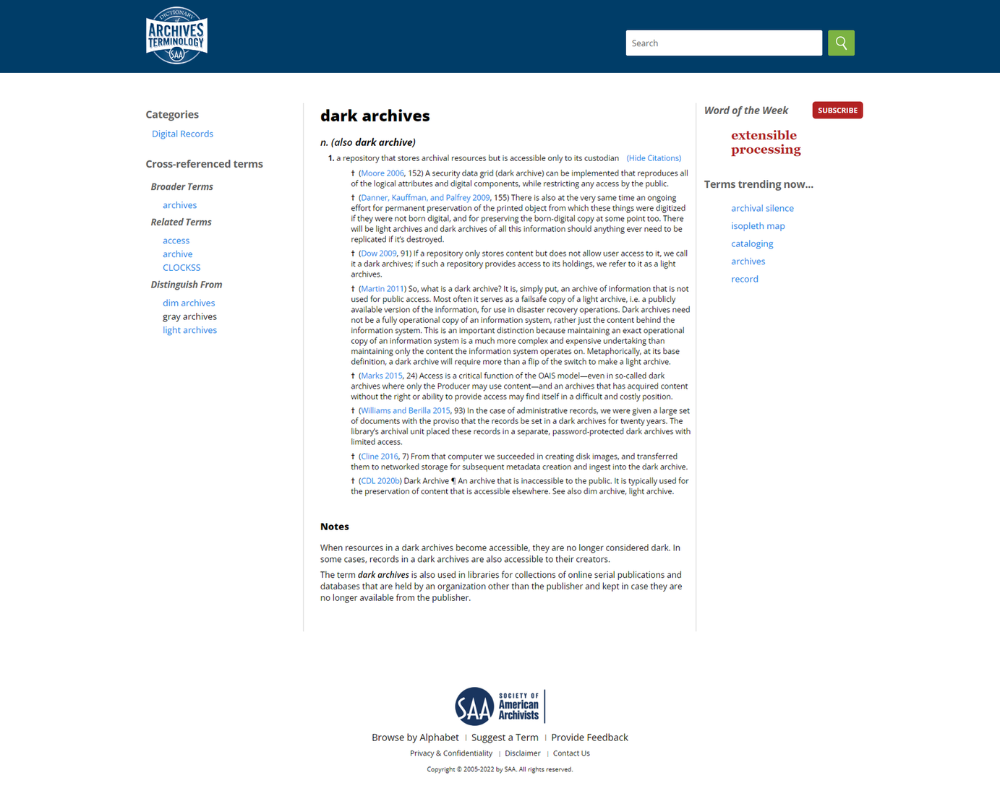 DICTIONARY
of
ARCHIVES
TERMINOLOGY
SAA
Search
Categories
Digital Records
Cross-referenced terms
Broader Terms
archives
Related Terms
access
archive
CLOCKSS
Distinguish From
dim archives
gray archives
light archives
dark archives
n. (also dark archive)
1. a repository that stores archival resources but is accessible only to its custodian (Hide Citations)
† (Moore 2006, 152) A security data grid (dark archive) can be implemented that reproduces all
of the logical attributes and digital components, while restricting any access by the public.
† (Danner, Kauffman, and Palfrey 2009, 155) There is also at the very same time an ongoing
effort for permanent preservation of the printed object from which these things were digitized
if they were not born digital, and for preserving the born-digital copy at some point too. There
will be light archives and dark archives of all this information should anything ever need to be
replicated if it’s destroyed.
† (Dow 2009, 91) If a repository only stores content but does not allow user access to it, we call
it a dark archives; if such a repository provides access to its holdings, we refer to it as a light
archives.
† (Martin 2011) So, what is a dark archive? It is, simply put, an archive of information that is not
used for public access. Most often it serves as a failsafe copy of a light archive, i.e. a publicly
available version of the information, for use in disaster recovery operations. Dark archives need
not be a fully operational copy of an information system, rather just the content behind the
information system. This is an important distinction because maintaining an exact operational
copy of an information system is a much more complex and expensive undertaking than
maintaining only the content the information system operates on. Metaphorically, at its base
definition, a dark archive will require more than a flip of the switch to make a light archive.
† (Marks 2015, 24) Access is a critical function of the OAIS model—even in so-called dark
archives where only the Producer may use content—and an archives that has acquired content
without the right or ability to provide access may find itself in a difficult and costly position.
† (Williams and Berilla 2015, 93) In the case of administrative records, we were given a large set
of documents with the proviso that the records be set in a dark archives for twenty years. The
library’s archival unit placed these records in a separate, password-protected dark archives with
limited access.
† (Cline 2016, 7) From that computer we succeeded in creating disk images, and transferred
them to networked storage for subsequent metadata creation and ingest into the dark archive.
† (CDL 2020b) Dark Archive ¶ An archive that is inaccessible to the public. It is typically used for
the preservation of content that is accessible elsewhere. See also dim archive, light archive.
Notes
When resources in a dark archives become accessible, they are no longer considered dark. In
some cases, records in a dark archives are also accessible to their creators.
The term dark archives is also used in libraries for collections of online serial publications and
databases that are held by an organization other than the publisher and kept in case they are
no longer available from the publisher.
Word of the Week
SUBSCRIBE
extensible
processing
Terms trending now...
archival silence
isopleth map
cataloging
archives
record
SAA
SOCIETY OF
American
Archivists
Browse by Alphabet | Suggest a Term | Provide Feedback
Privacy & Confidentiality | Disclaimer | Contact Us
Copyright © 2005-2022 by SAA. All rights reserved.